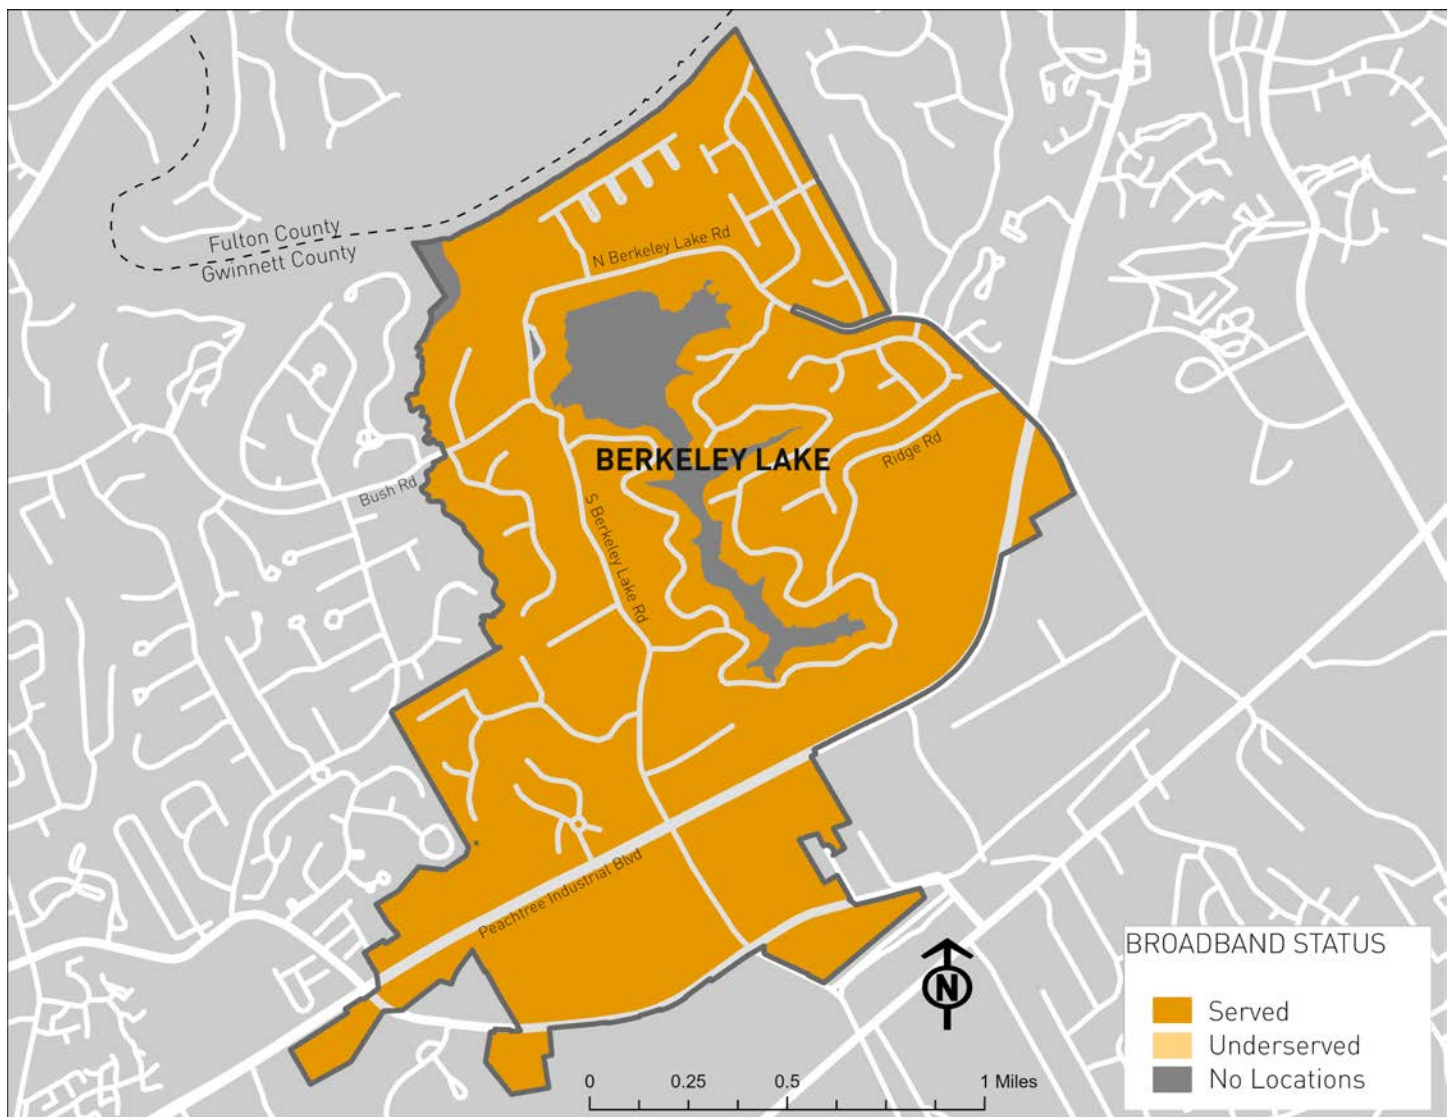 Fulton County
Gwinnett County
N Berkeley Lake Rd
BERKELEY LAKE
Ridge Rd
Bush Rd
S Berkeley Lake Rd
Peachtree Industrial Blvd
N
BROADBAND STATUS
Served
Underserved
No Locations
0 0.25 0.5 1 Miles